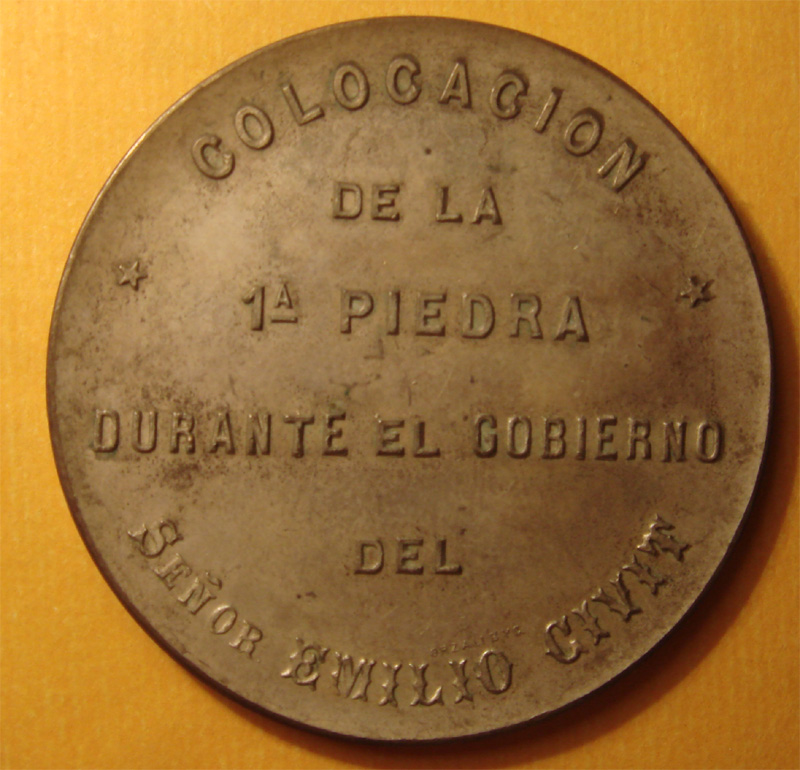 COLOCACION
DE LA
1A PIEDRA
DURANTE EL GOBIERNO
DEL
SEÑOR EMILIO CIVIT